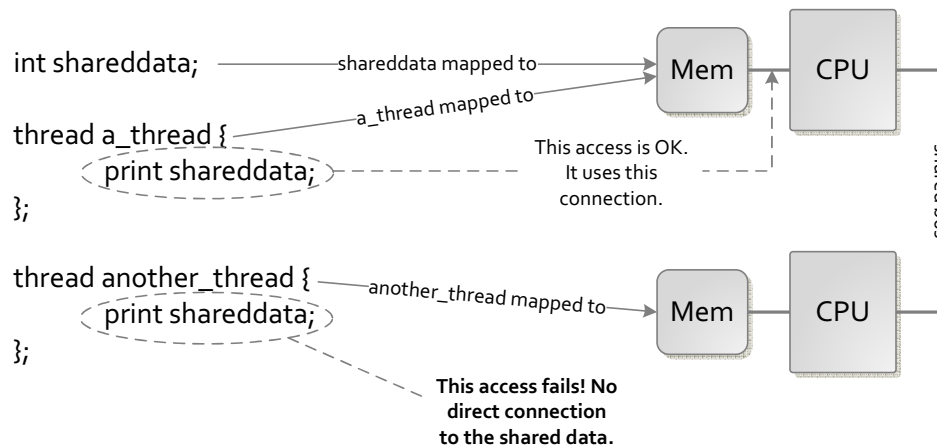 int shareddata;
shareddata mapped to
Mem
CPU
a_thread mapped to
thread a_thread {
print shareddata;
};
This access is OK.
It uses this
connection.
thread another_thread {
print shareddata;
};
another_thread mapped to
Mem
CPU
This access fails! No
direct connection
to the shared data.